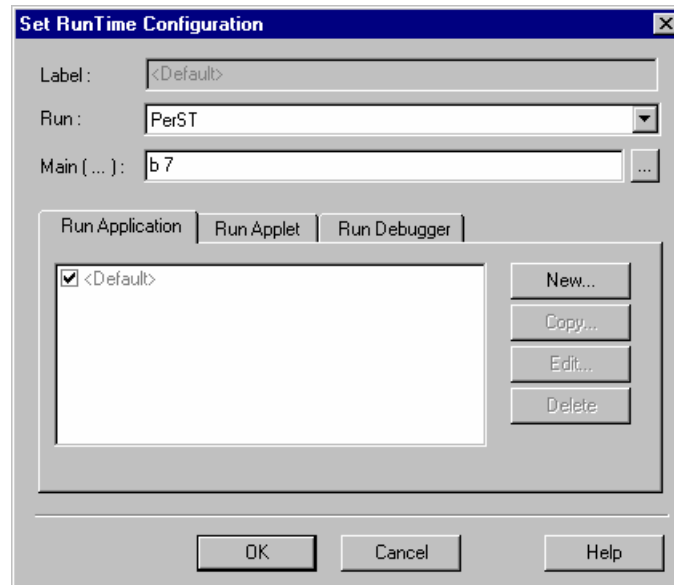 Set RunTime Configuration
Label : <Default>
Run : PerST
Main ( ... ) : b 7 ...
Run Application Run Applet Run Debugger
<Default> New...
Copy...
Edit...
Delete
OK Cancel Help